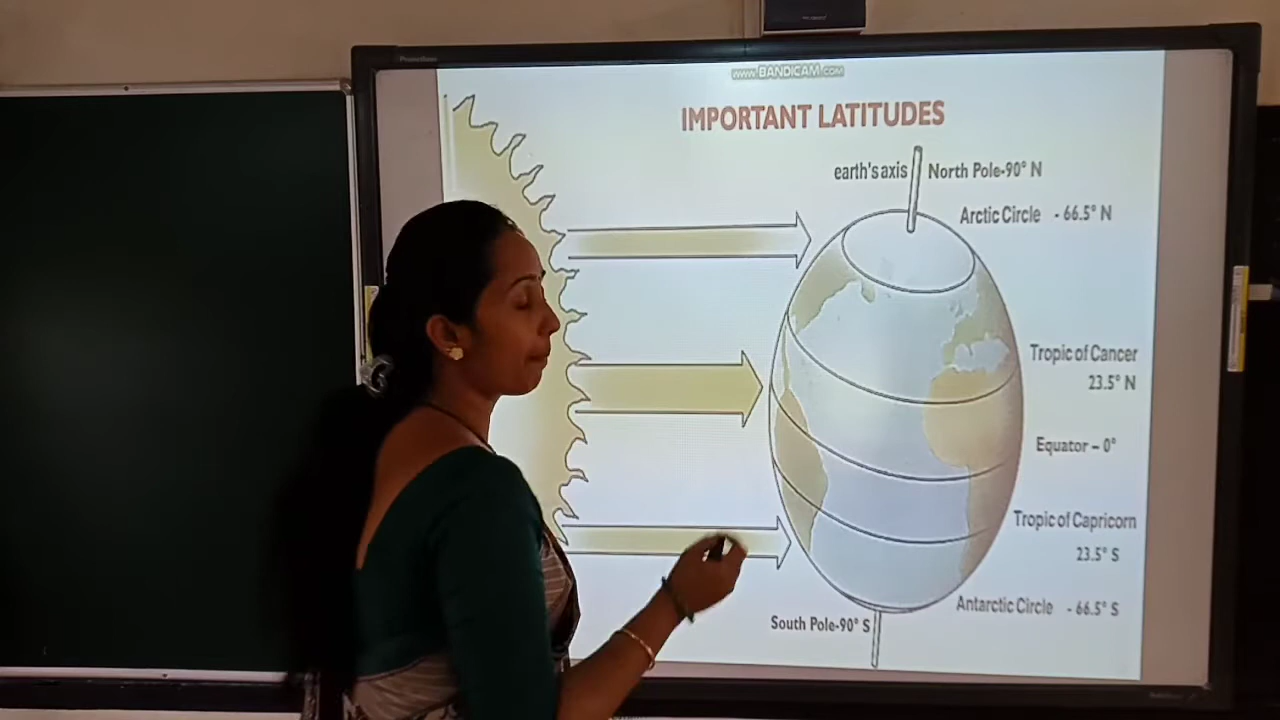 Promethean
WWW.BANDICAM.COM
IMPORTANT LATITUDES
earth's axis
North Pole-90° N
Arctic Circle - 66.5° N
Tropic of Cancer
23.5° N
Equator – 0°
Tropic of Capricorn
23.5° S
Antarctic Circle - 66.5° S
South Pole-90° S